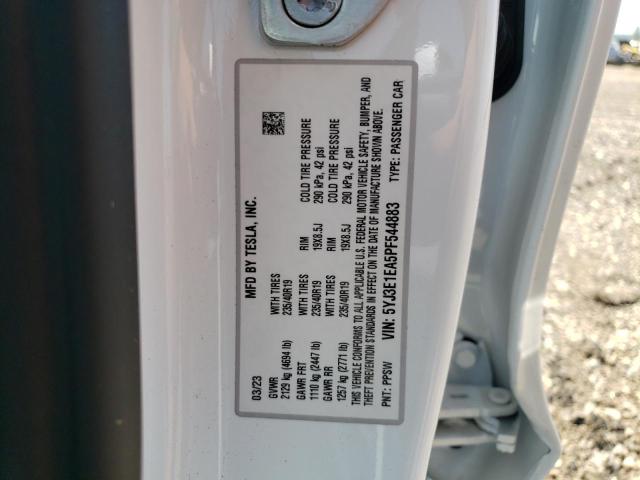 MFD BY TESLA, INC.
03/23
GVWR
2129 kg (4694 lb)
GAWR FRT WITH TIRES RIM COLD TIRE PRESSURE
1110 kg (2447 lb) 235/40R19 19X8.5J 290 kPa, 42 psi
GAWR RR WITH TIRES RIM COLD TIRE PRESSURE
1257 kg (2771 lb) 235/40R19 19X8.5J 290 kPa, 42 psi
THIS VEHICLE CONFORMS TO ALL APPLICABLE U.S. FEDERAL MOTOR VEHICLE SAFETY, BUMPER, AND
THEFT PREVENTION STANDARDS IN EFFECT ON THE DATE OF MANUFACTURE SHOWN ABOVE.
PNT: PPSW VIN: 5YJ3E1EA5PF544883 TYPE: PASSENGER CAR